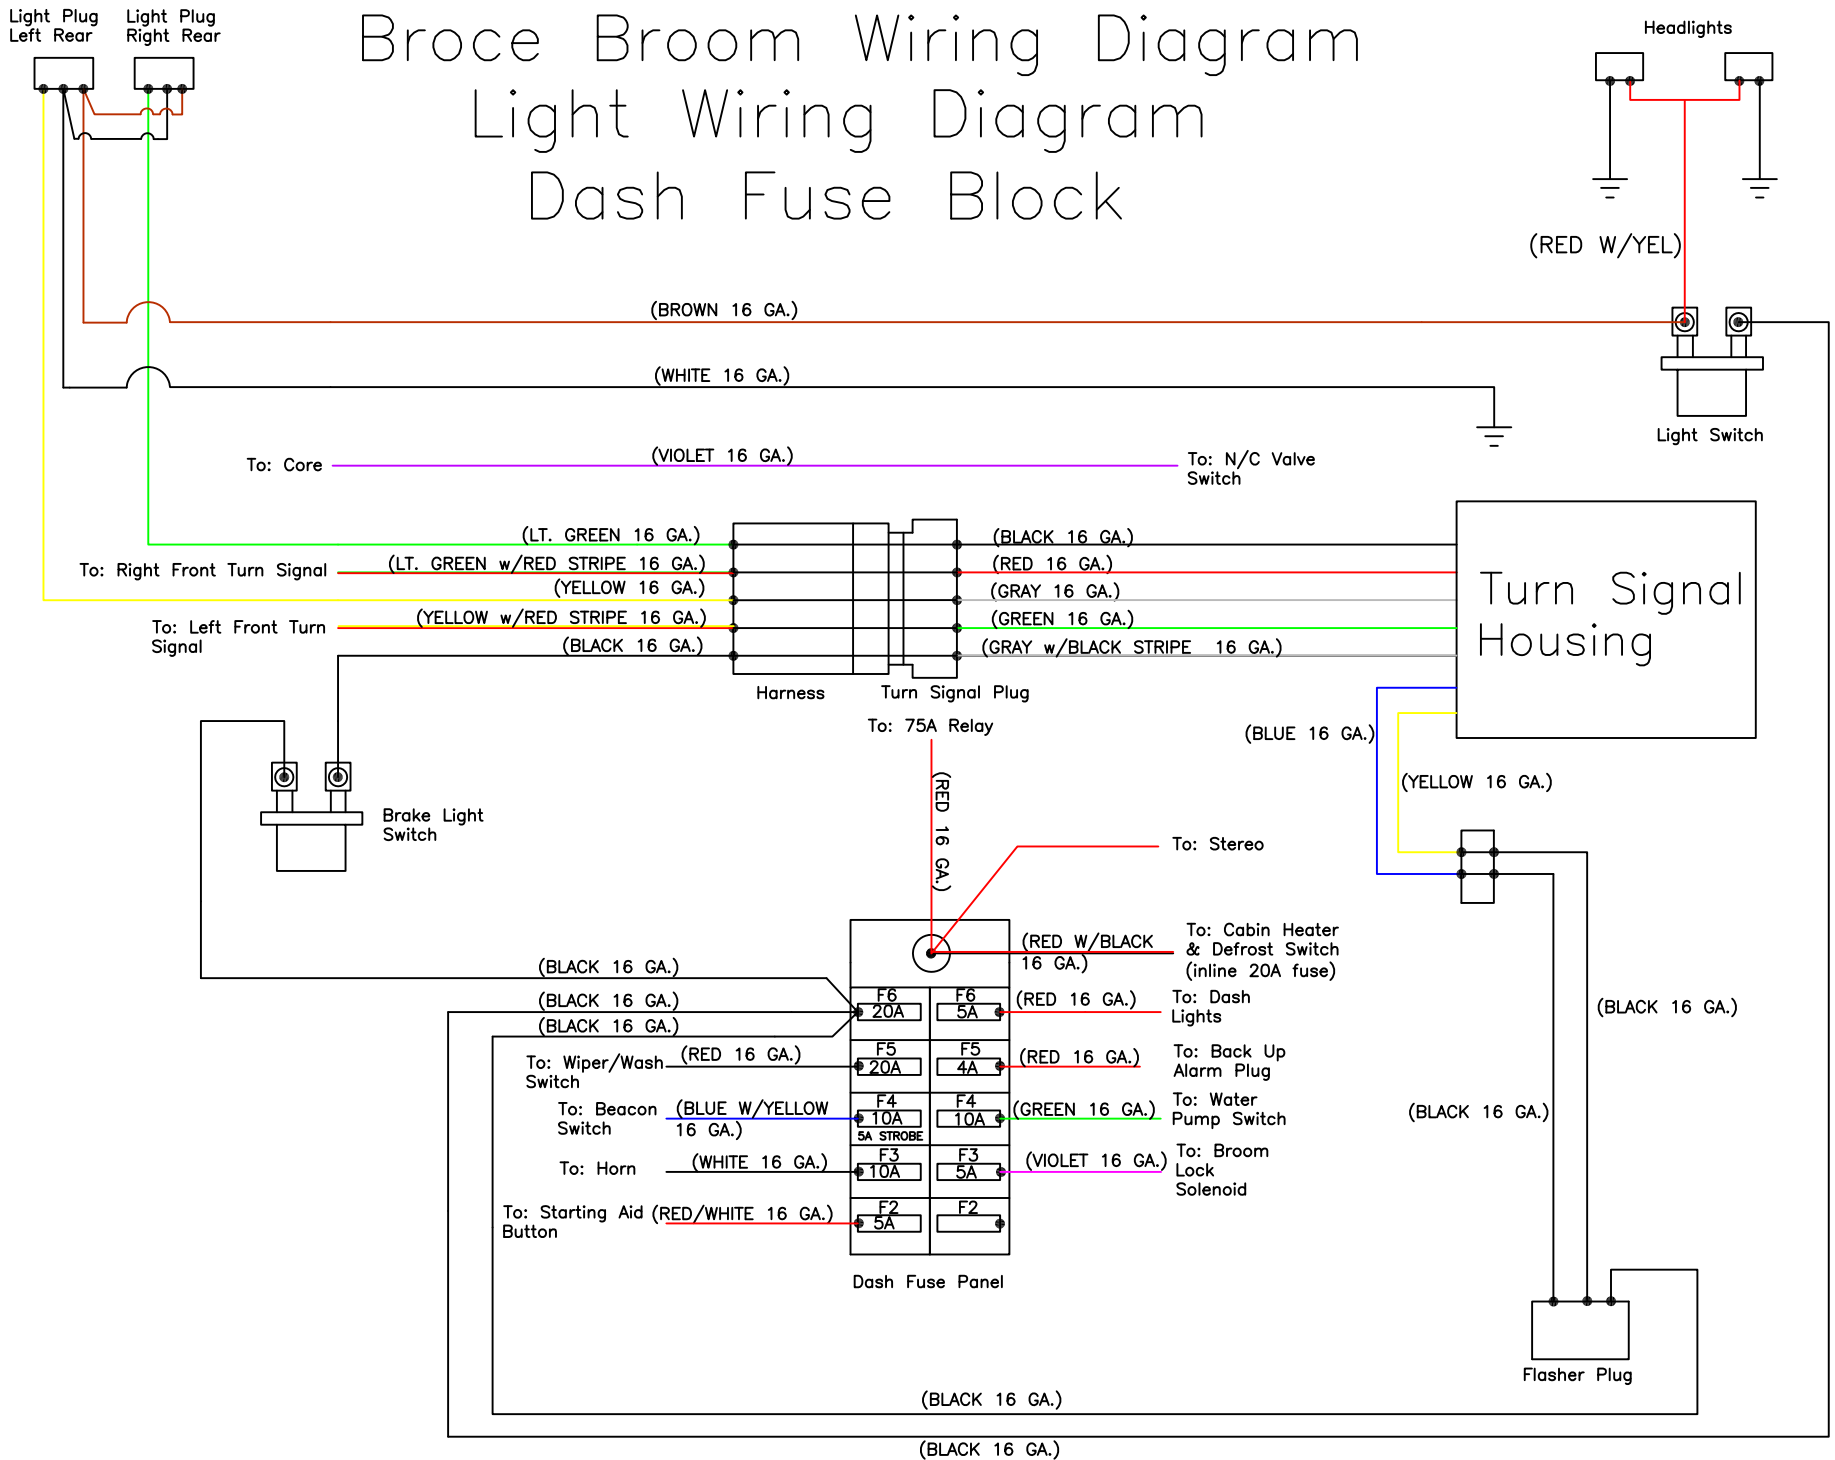 Light Plug
Left Rear
Light Plug
Right Rear
Broce Broom Wiring Diagram
Light Wiring Diagram
Dash Fuse Block
Headlights
(RED W/YEL)
(BROWN 16 GA.)
(WHITE 16 GA.)
Light Switch
To: Core
(VIOLET 16 GA.)
To: N/C Valve
Switch
(LT. GREEN 16 GA.)
(BLACK 16 GA.)
To: Right Front Turn Signal
(LT. GREEN w/RED STRIPE 16 GA.)
(RED 16 GA.)
(YELLOW 16 GA.)
(GRAY 16 GA.)
To: Left Front Turn
Signal
(YELLOW w/RED STRIPE 16 GA.)
(GREEN 16 GA.)
(BLACK 16 GA.)
(GRAY w/BLACK STRIPE 16 GA.)
Turn Signal
Housing
Harness
Turn Signal Plug
To: 75A Relay
(RED 16 GA.)
(BLUE 16 GA.)
(YELLOW 16 GA.)
Brake Light
Switch
To: Stereo
(RED W/BLACK
16 GA.)
To: Cabin Heater
& Defrost Switch
(inline 20A fuse)
(BLACK 16 GA.)
(BLACK 16 GA.)
(BLACK 16 GA.)
F6
20A
F6
5A
(RED 16 GA.)
To: Dash
Lights
To: Wiper/Wash
Switch
(RED 16 GA.)
F5
20A
F5
4A
(RED 16 GA.)
To: Back Up
Alarm Plug
To: Beacon
Switch
(BLUE W/YELLOW
16 GA.)
F4
10A
5A STROBE
F4
10A
(GREEN 16 GA.)
To: Water
Pump Switch
To: Horn
(WHITE 16 GA.)
F3
10A
F3
5A
(VIOLET 16 GA.)
To: Broom
Lock
Solenoid
To: Starting Aid
Button
(RED/WHITE 16 GA.)
F2
5A
F2
Dash Fuse Panel
(BLACK 16 GA.)
(BLACK 16 GA.)
Flasher Plug
(BLACK 16 GA.)
(BLACK 16 GA.)